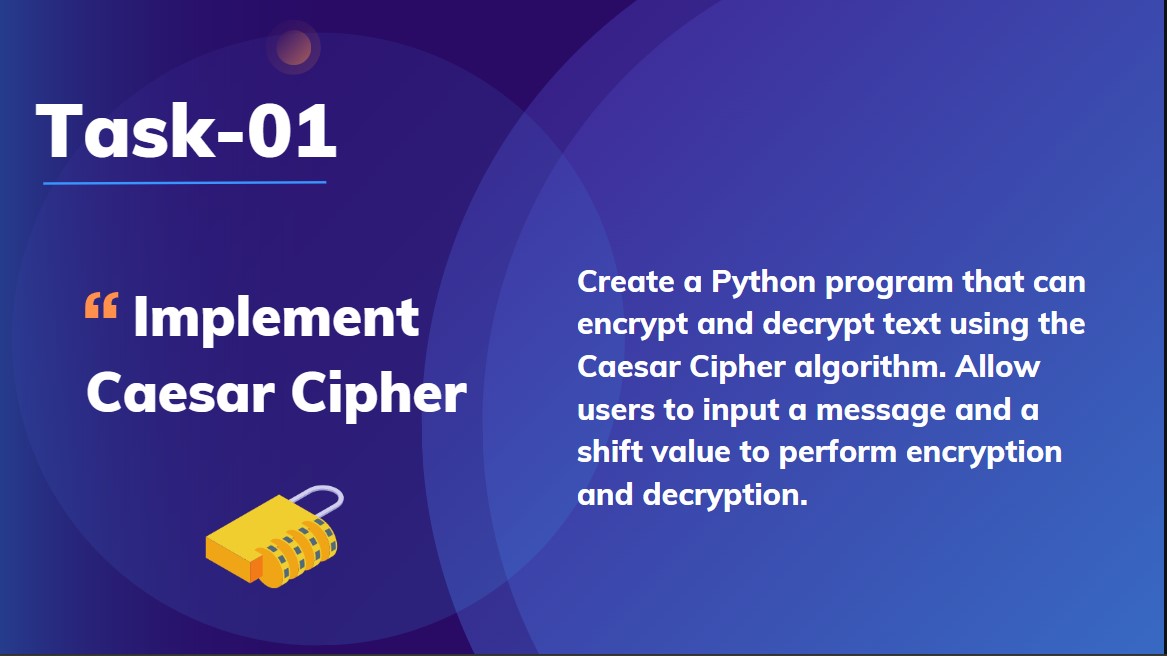 Task-01
“ Implement
Caesar Cipher
Create a Python program that can
encrypt and decrypt text using the
Caesar Cipher algorithm. Allow
users to input a message and a
shift value to perform encryption
and decryption.